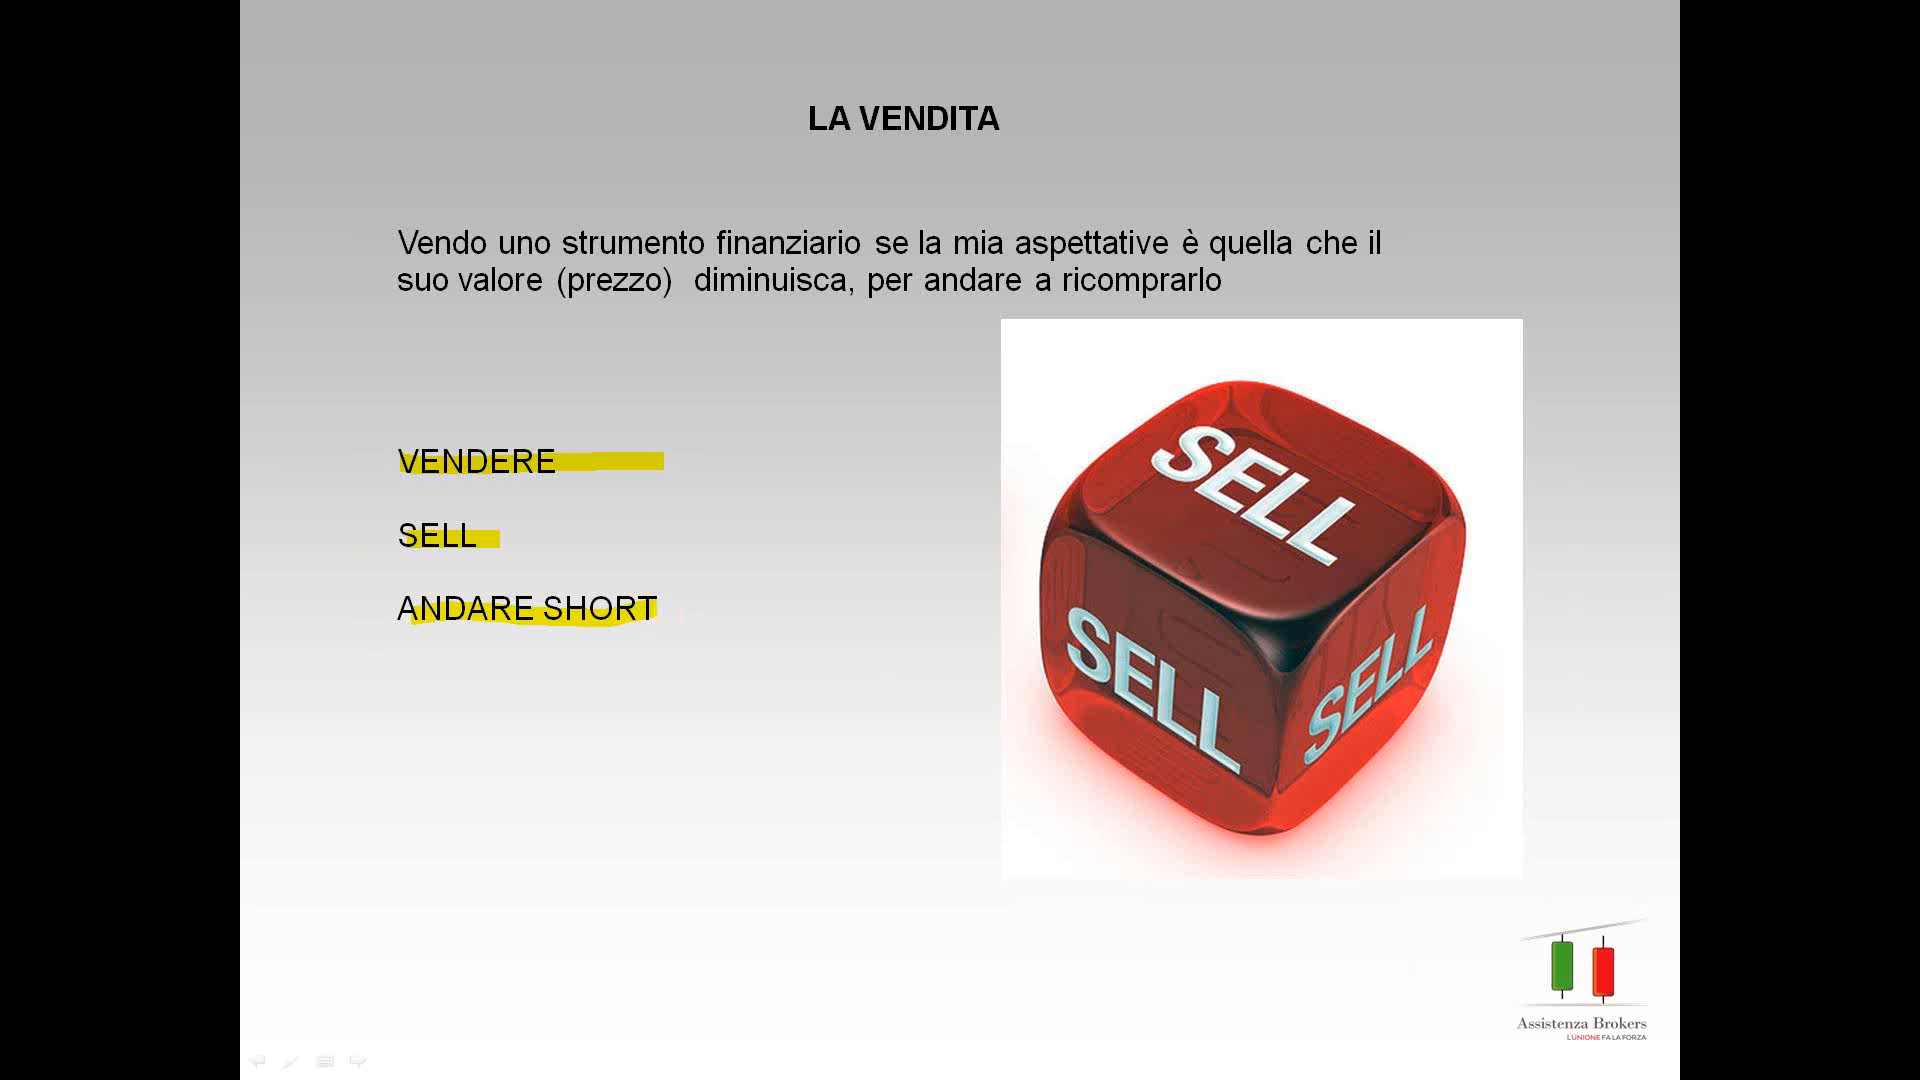 LA VENDITA
Vendo uno strumento finanziario se la mia aspettative è quella che il
suo valore (prezzo) diminuisca, per andare a ricomprarlo
VENDERE
SELL
ANDARE SHORT
SELL
SELL
SELL
Assistenza Brokers
L'UNIONE FA LA FORZA